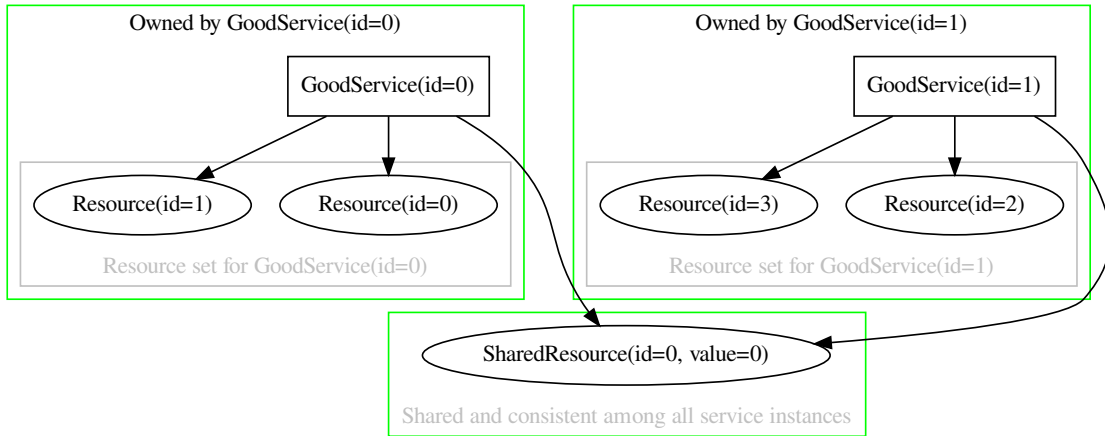 Owned by GoodService(id=0)
Owned by GoodService(id=1)
GoodService(id=0)
GoodService(id=1)
Resource(id=1)
Resource(id=0)
Resource(id=3)
Resource(id=2)
Resource set for GoodService(id=0)
Resource set for GoodService(id=1)
SharedResource(id=0, value=0)
Shared and consistent among all service instances